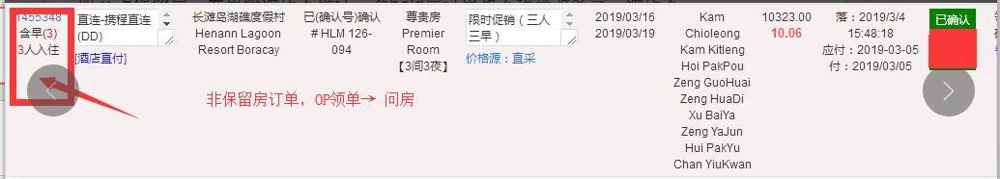 1455348
含早(3)
3人入住
直连-携程直连
(DD)
[酒店直付]
长滩岛湖礁度假村
Henann Lagoon
Resort Boracay
已(确认号)确认
# HLM 126-
094
尊贵房
Premier
Room
【3间3夜】
限时促销（三人
三早）
价格源：直采
2019/03/16
2019/03/19
Kam
Chioleong
Kam Kitleng
Hoi PakPou
Zeng GuoHuai
Zeng HuaDi
Xu BaiYa
Zeng YaJun
Hui PakYu
Chan YiuKwan
10323.00
10.06
落：2019/3/4
15:48:18
应付：2019-03-05
付：2019/03/05
已确认
非保留房订单，OP领单→ 问房